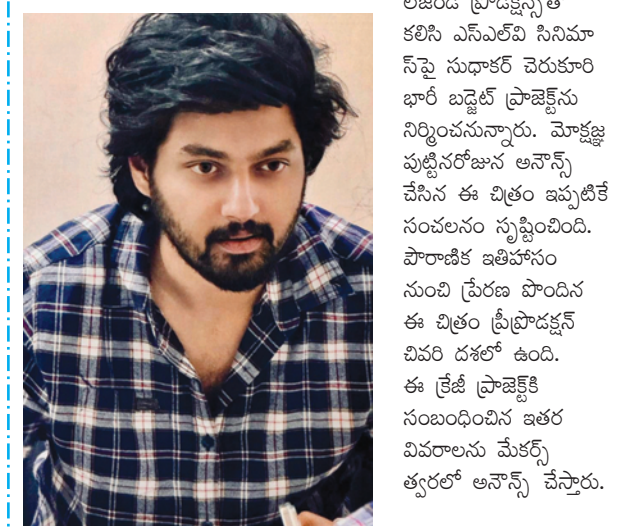 లెజెండ్ ప్రొడక్షన్స్‌తో
కలిసి ఎస్ఎల్‌వి సినిమా
స్‌పై సుధాకర్ చెరుకూరి
భారీ బడ్జెట్ ప్రాజెక్ట్‌ను
నిర్మించనున్నారు. మోక్షజ్ఞ
పుట్టినరోజున అనౌన్స్
చేసిన ఈ చిత్రం ఇప్పటికే
సంచలనం సృష్టించింది.
పౌరాణిక ఇతిహాసం
నుంచి ప్రేరణ పొందిన
ఈ చిత్రం ప్రీప్రొడక్షన్
చివరి దశలో ఉంది.
ఈ క్రేజీ ప్రాజెక్ట్‌కి
సంబంధించిన ఇతర
వివరాలను మేకర్స్
త్వరలో అనౌన్స్ చేస్తారు.